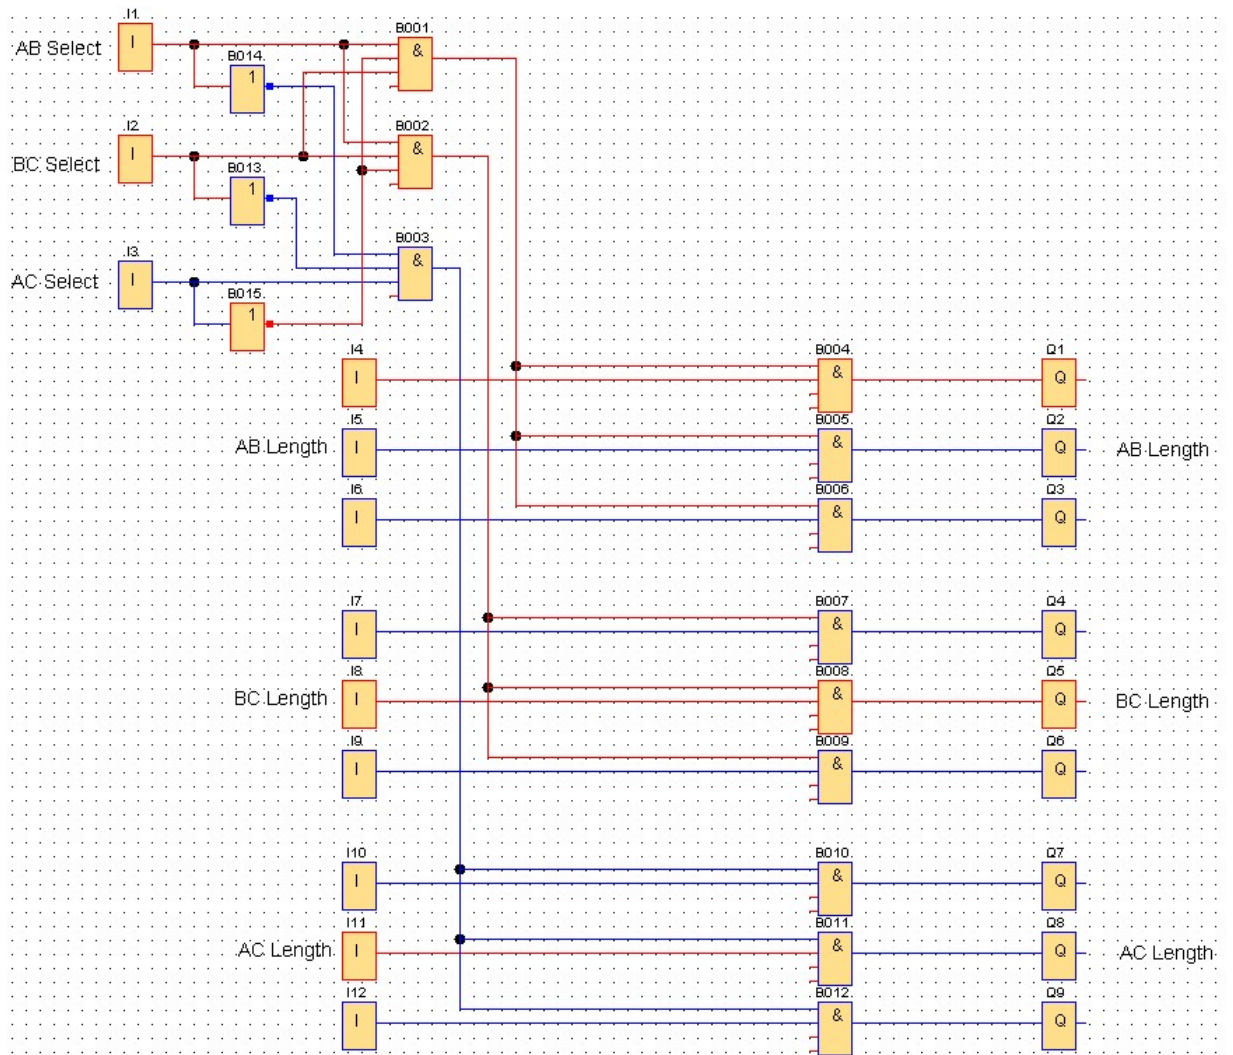 I1
AB Select
I
B001
&
B014
1
I2
BC Select
I
B002
&
B013
1
I3
AC Select
I
B003
&
B015
1
I4
I
B004
&
Q1
Q
I5
AB Length
I
B005
&
Q2
Q
AB Length
I6
I
B006
&
Q3
Q
I7
I
B007
&
Q4
Q
I8
BC Length
I
B008
&
Q5
Q
BC Length
I9
I
B009
&
Q6
Q
I10
I
B010
&
Q7
Q
I11
AC Length
I
B011
&
Q8
Q
AC Length
I12
I
B012
&
Q9
Q